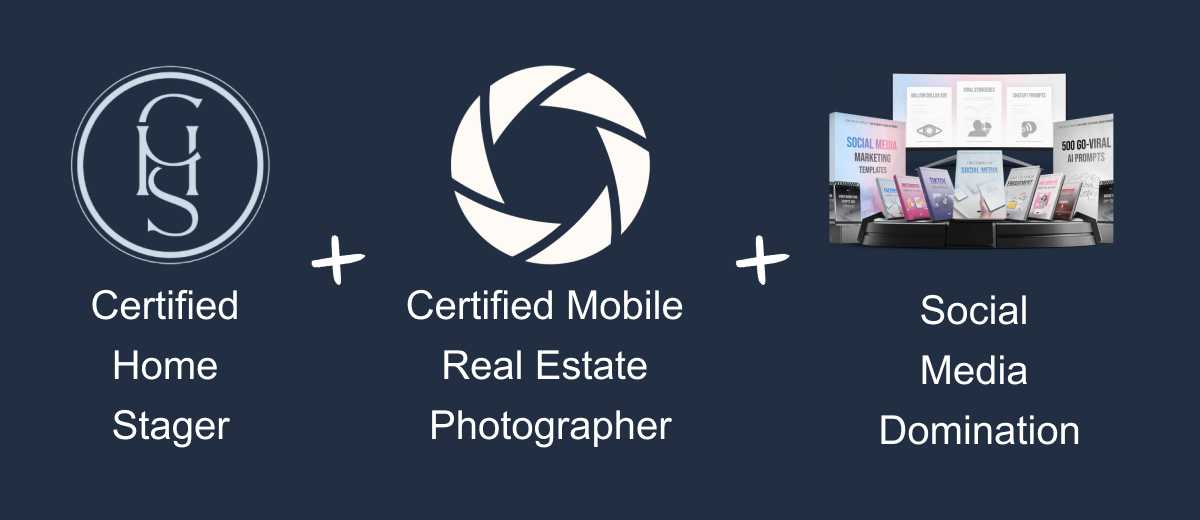 CHS
Certified
Home
Stager
+
Certified Mobile
Real Estate
Photographer
+
MILLION DOLLAR ADS
VIRAL STRATEGIES
CHATGPT PROMPTS
SOCIAL MEDIA
MARKETING
TEMPLATES
TIKTOK
SOCIAL MEDIA
ENGAGEMENT
500 GO-VIRAL
AI PROMPTS
Social
Media
Domination